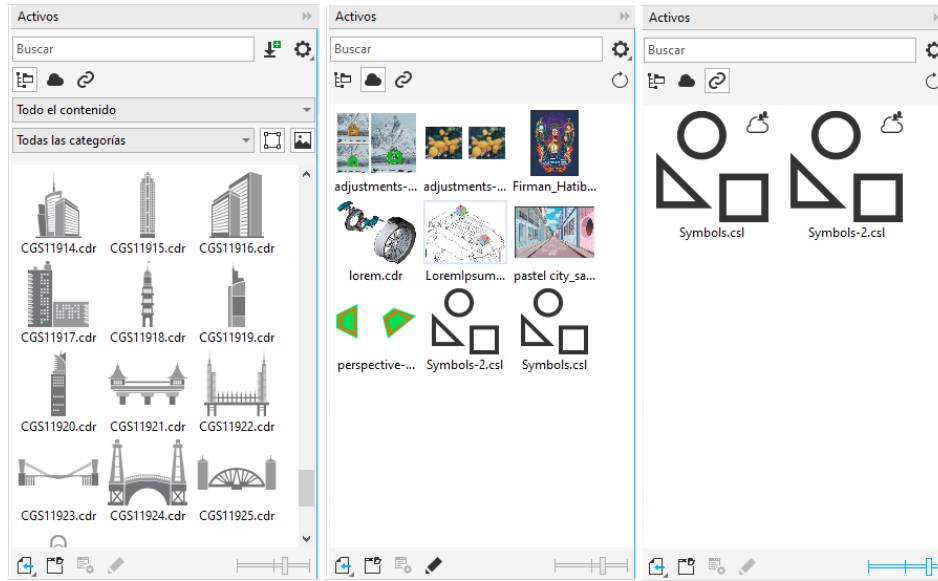 Activos
Buscar
Todo el contenido
Todas las categorías
CGS11914.cdr CGS11915.cdr CGS11916.cdr
CGS11917.cdr CGS11918.cdr CGS11919.cdr
CGS11920.cdr CGS11921.cdr CGS11922.cdr
CGS11923.cdr CGS11924.cdr CGS11925.cdr
Activos
Buscar
adjustments-... adjustments-... Firman_Hatib...
lorem.cdr LoremIpsum... pastel city_sa...
perspective-... Symbols-2.csl Symbols.csl
Activos
Buscar
Symbols.csl Symbols-2.csl